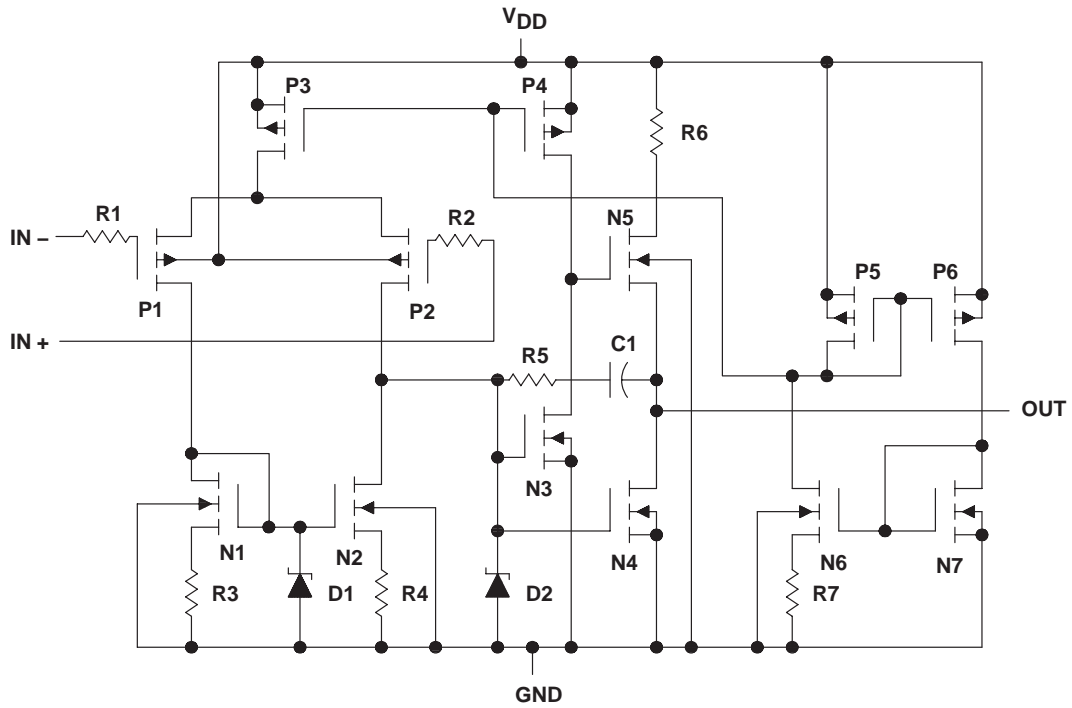 VDD
P3
P4
R6
R1
R2
N5
IN −
P5
P6
P1
P2
IN +
R5
C1
OUT
N3
N1
N2
N4
N6
N7
R3
D1
R4
D2
R7
GND